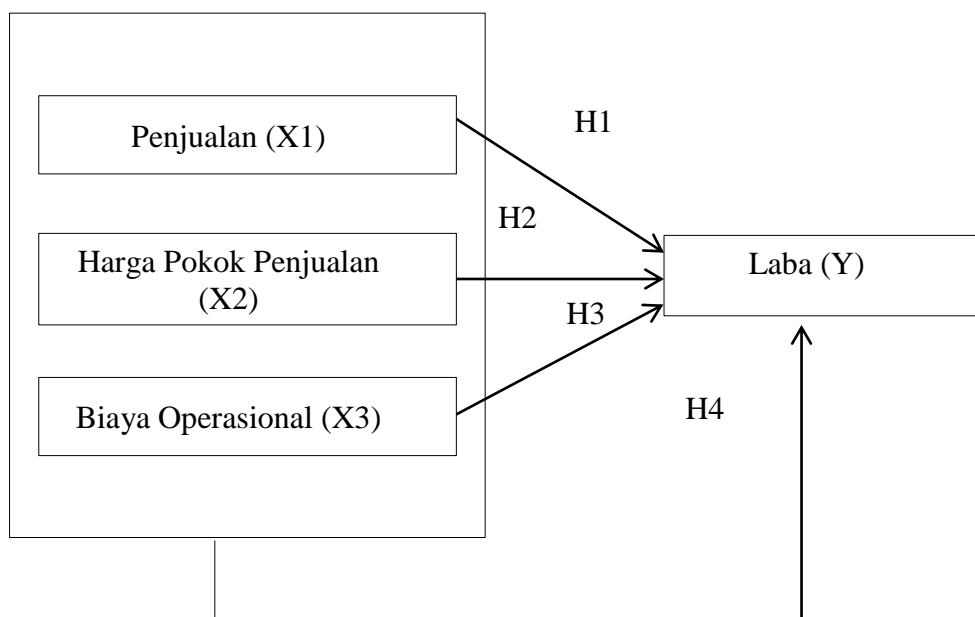 Penjualan (X1)
H1
H2
Harga Pokok Penjualan
(X2)
Laba (Y)
H3
Biaya Operasional (X3)
H4